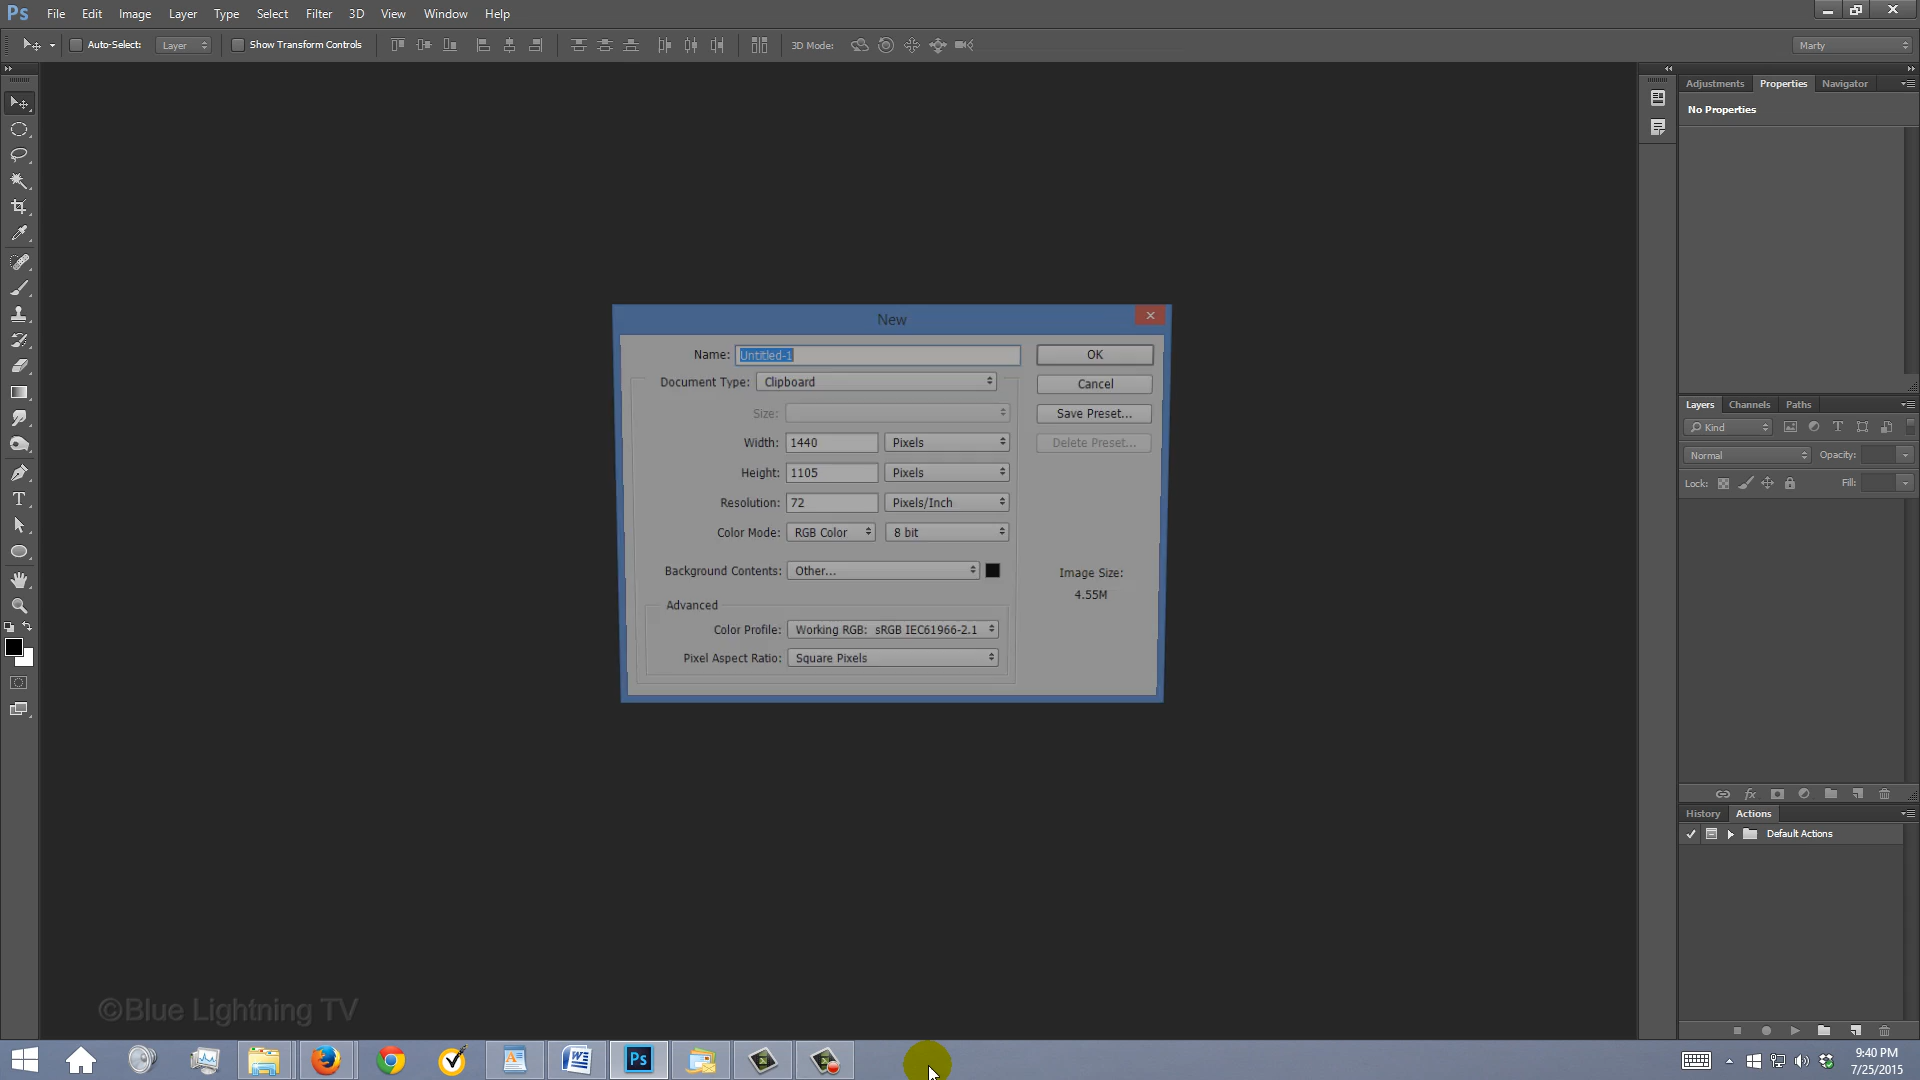 Ps File Edit Image Layer Type Select Filter 3D View Window Help
Auto-Select: Layer Show Transform Controls 3D Mode: Marty
Adjustments Properties Navigator
No Properties
New
Name: Untitled-1 OK
Document Type: Clipboard Cancel
Size: Save Preset...
Width: 1440 Pixels Delete Preset...
Height: 1105 Pixels
Resolution: 72 Pixels/Inch
Color Mode: RGB Color 8 bit
Background Contents: Other...
Image Size:
4.55M
Advanced
Color Profile: Working RGB: sRGB IEC61966-2.1
Pixel Aspect Ratio: Square Pixels
Layers Channels Paths
Kind
Normal Opacity:
Lock: Fill:
fx
History Actions
Default Actions
©Blue Lightning TV
Ps
9:40 PM
7/25/2015